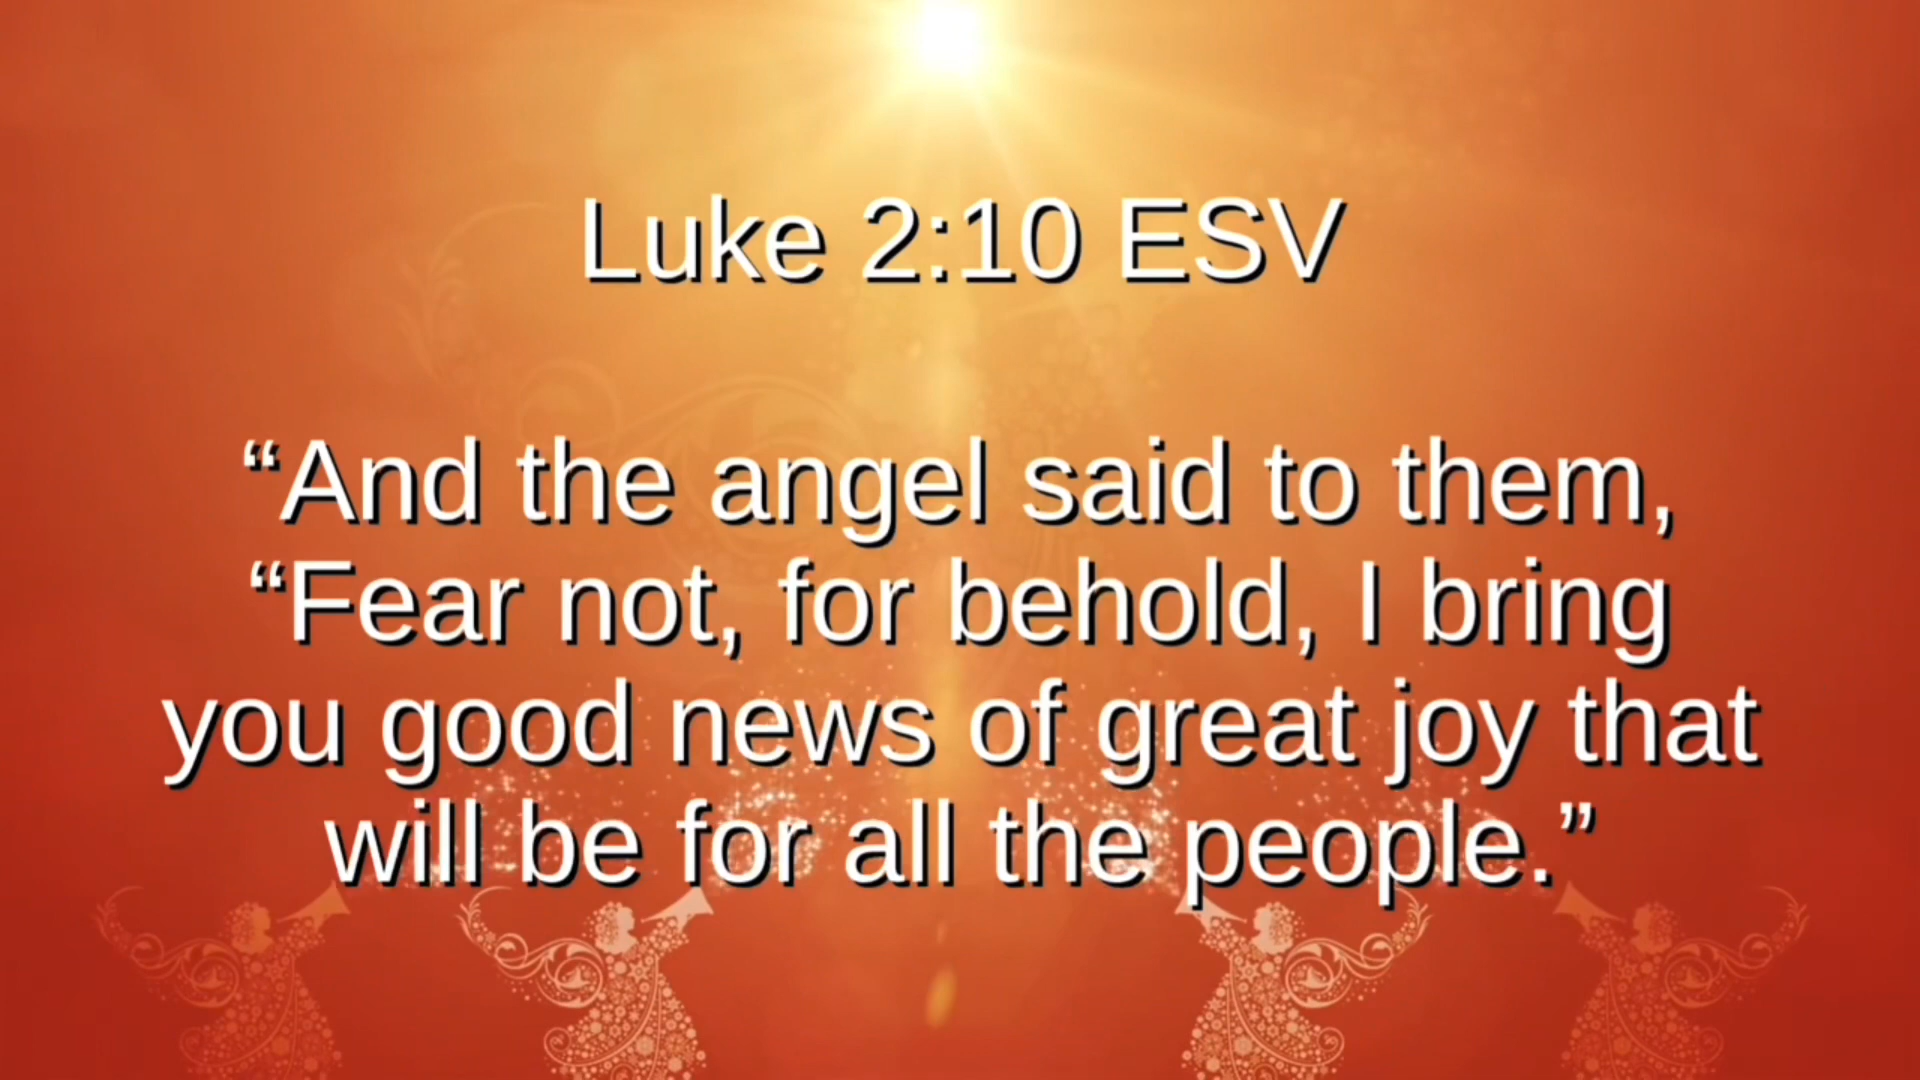 Luke 2:10 ESV
“And the angel said to them,
“Fear not, for behold, I bring
you good news of great joy that
will be for all the people.”